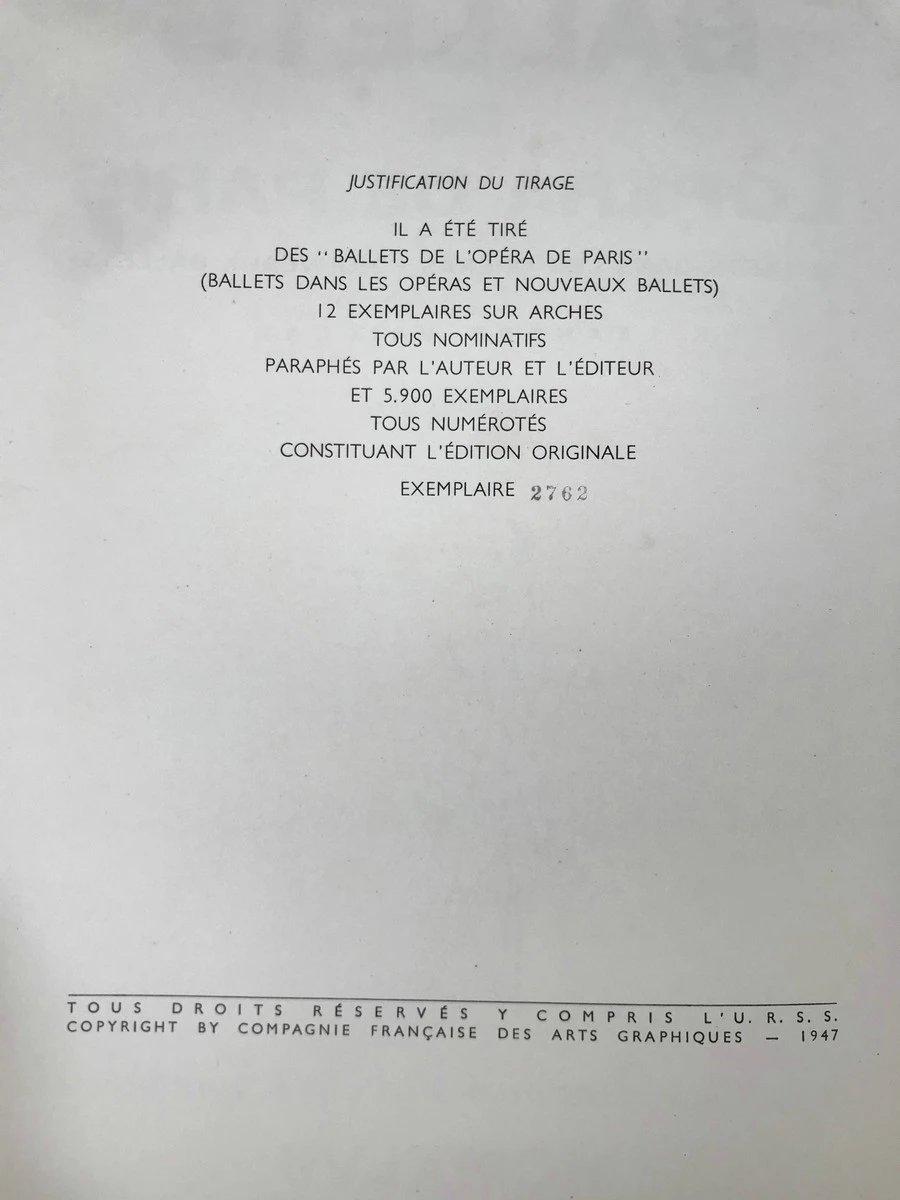 JUSTIFICATION DU TIRAGE
IL A ÉTÉ TIRÉ
DES "BALLETS DE L'OPÉRA DE PARIS"
(BALLETS DANS LES OPÉRAS ET NOUVEAUX BALLETS)
12 EXEMPLAIRES SUR ARCHES
TOUS NOMINATIFS
PARAPHÉS PAR L'AUTEUR ET L'ÉDITEUR
ET 5.900 EXEMPLAIRES
TOUS NUMÉROTÉS
CONSTITUANT L'ÉDITION ORIGINALE
EXEMPLAIRE 2762
TOUS DROITS RÉSERVÉS Y COMPRIS L'U.R.S.S.
COPYRIGHT BY COMPAGNIE FRANÇAISE DES ARTS GRAPHIQUES — 1947